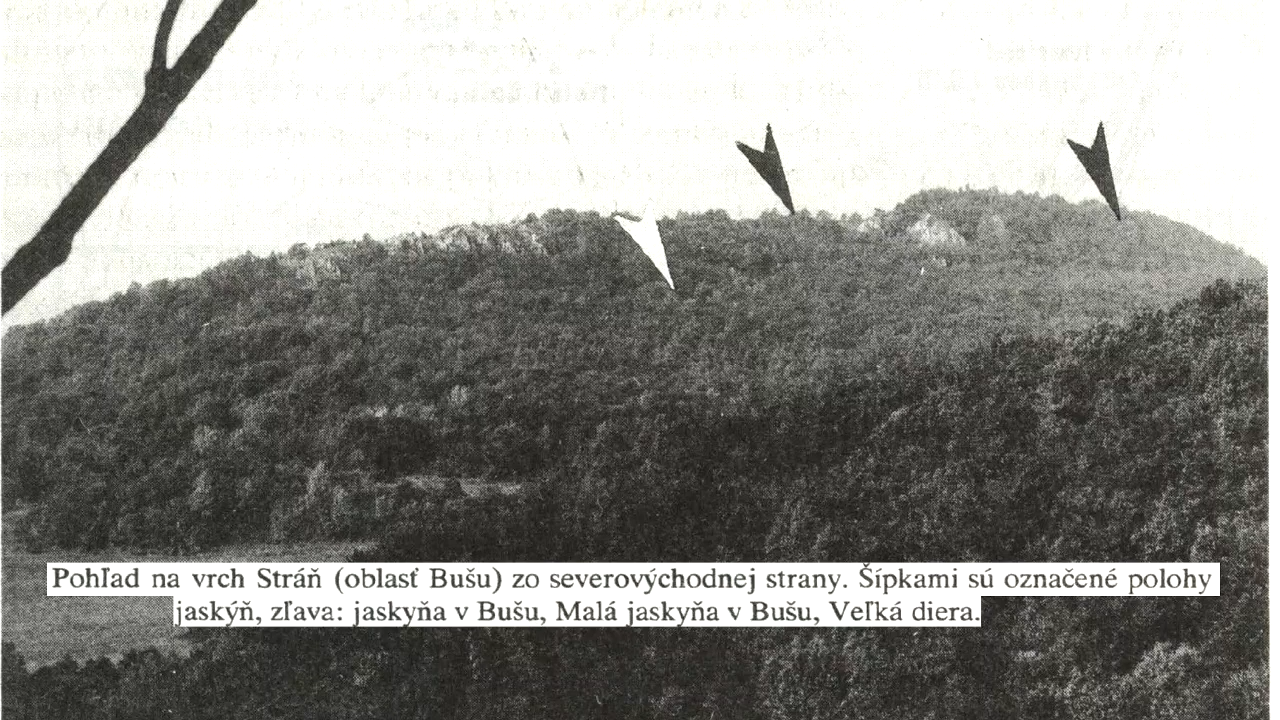 Pohľad na vrch Stráň (oblasť Bušu) zo severovýchodnej strany. Šípkami sú označené polohy
jaskýň, zľava: jaskyňa v Bušu, Malá jaskyňa v Bušu, Veľká diera.